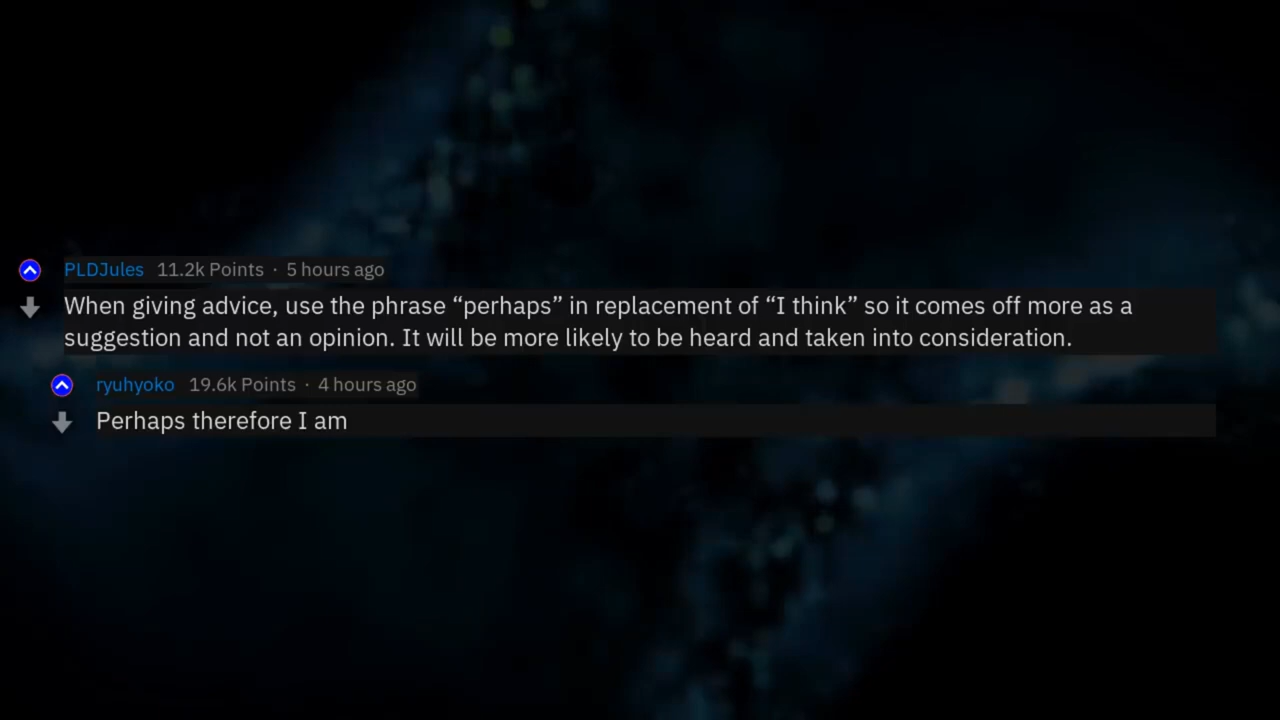 PLDJules 11.2k Points · 5 hours ago
When giving advice, use the phrase “perhaps” in replacement of “I think” so it comes off more as a
suggestion and not an opinion. It will be more likely to be heard and taken into consideration.
ryuhyoko 19.6k Points · 4 hours ago
Perhaps therefore I am